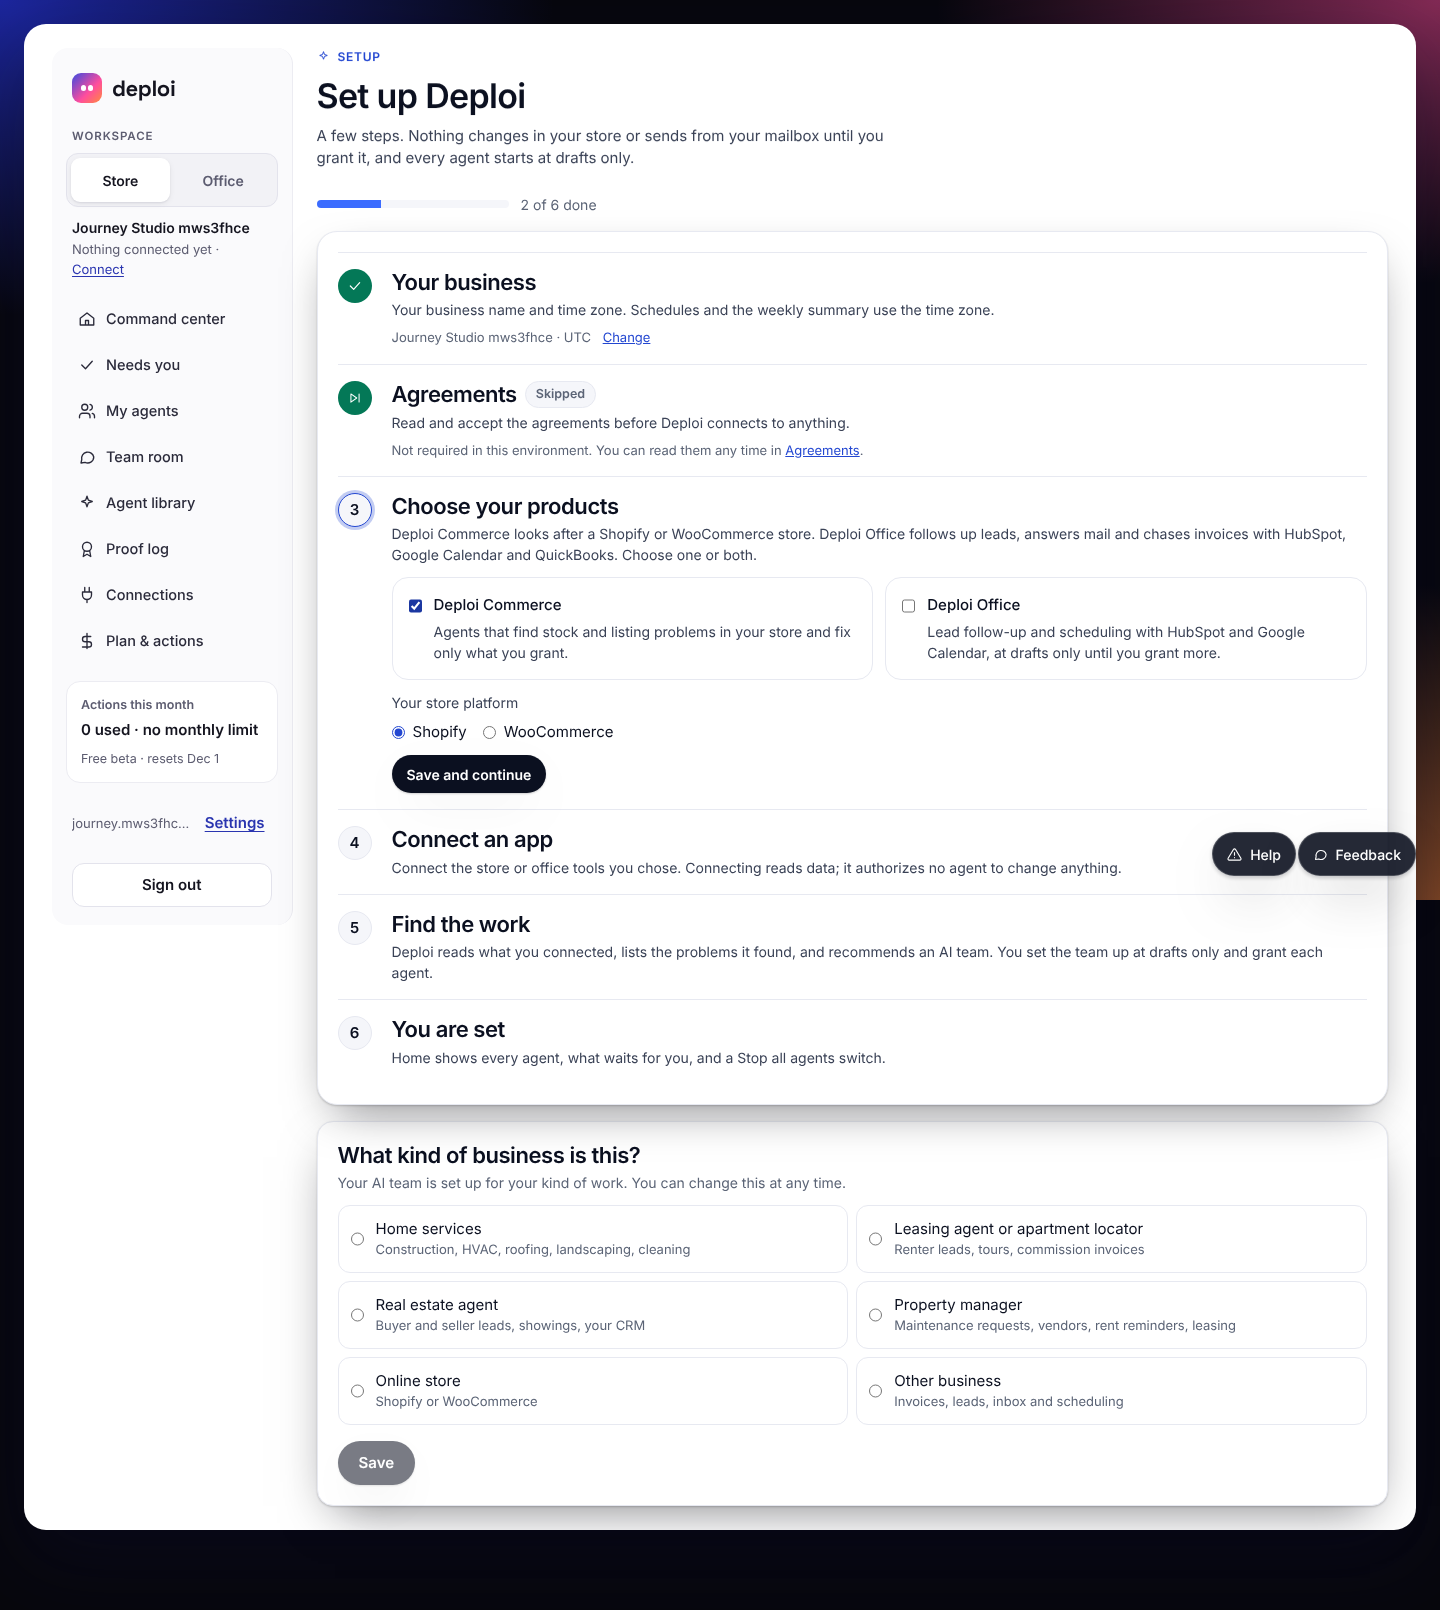 deploi
WORKSPACE
Store
Office
Journey Studio mws3fhce
Nothing connected yet ·
Connect
Command center
Needs you
My agents
Team room
Agent library
Proof log
Connections
Plan & actions
Actions this month
0 used · no monthly limit
Free beta · resets Dec 1
journey.mws3fhc...
Settings
Sign out
SETUP
Set up Deploi
A few steps. Nothing changes in your store or sends from your mailbox until you
grant it, and every agent starts at drafts only.
2 of 6 done
Your business
Your business name and time zone. Schedules and the weekly summary use the time zone.
Journey Studio mws3fhce · UTC Change
Agreements Skipped
Read and accept the agreements before Deploi connects to anything.
Not required in this environment. You can read them any time in Agreements.
3
Choose your products
Deploi Commerce looks after a Shopify or WooCommerce store. Deploi Office follows up leads, answers mail and chases invoices with HubSpot,
Google Calendar and QuickBooks. Choose one or both.
Deploi Commerce
Agents that find stock and listing problems in your store and fix
only what you grant.
Deploi Office
Lead follow-up and scheduling with HubSpot and Google
Calendar, at drafts only until you grant more.
Your store platform
Shopify
WooCommerce
Save and continue
4
Connect an app
Connect the store or office tools you chose. Connecting reads data; it authorizes no agent to change anything.
Help
Feedback
5
Find the work
Deploi reads what you connected, lists the problems it found, and recommends an AI team. You set the team up at drafts only and grant each
agent.
6
You are set
Home shows every agent, what waits for you, and a Stop all agents switch.
What kind of business is this?
Your AI team is set up for your kind of work. You can change this at any time.
Home services
Construction, HVAC, roofing, landscaping, cleaning
Leasing agent or apartment locator
Renter leads, tours, commission invoices
Real estate agent
Buyer and seller leads, showings, your CRM
Property manager
Maintenance requests, vendors, rent reminders, leasing
Online store
Shopify or WooCommerce
Other business
Invoices, leads, inbox and scheduling
Save